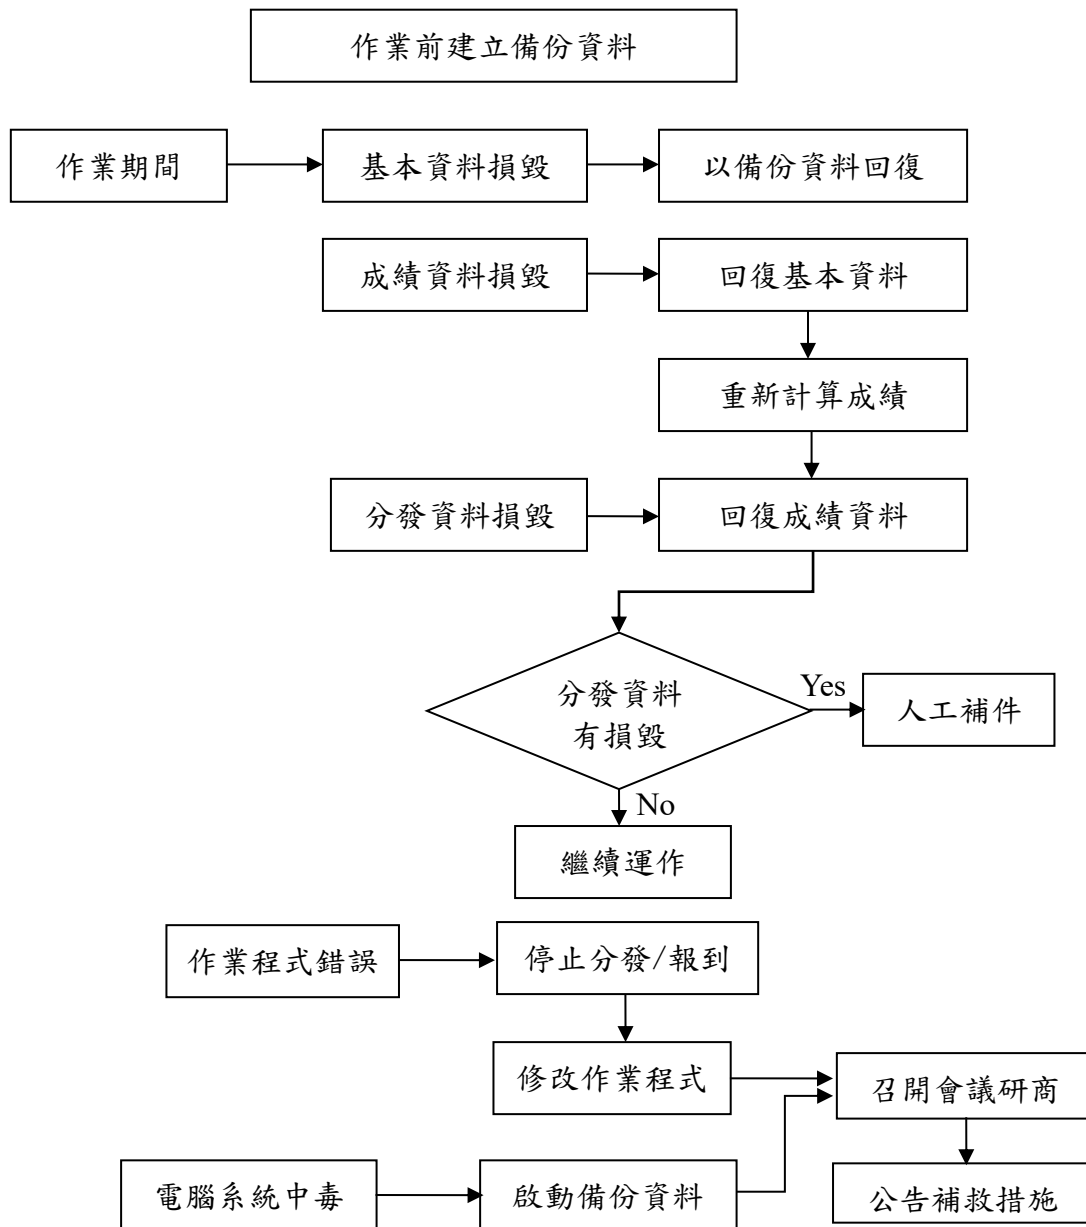 作業前建立備份資料
作業期間
基本資料損毀
以備份資料回復
成績資料損毀
回復基本資料
重新計算成績
分發資料損毀
回復成績資料
分發資料
有損毀
Yes
人工補件
No
繼續運作
作業程式錯誤
停止分發/報到
修改作業程式
召開會議研商
電腦系統中毒
啟動備份資料
公告補救措施